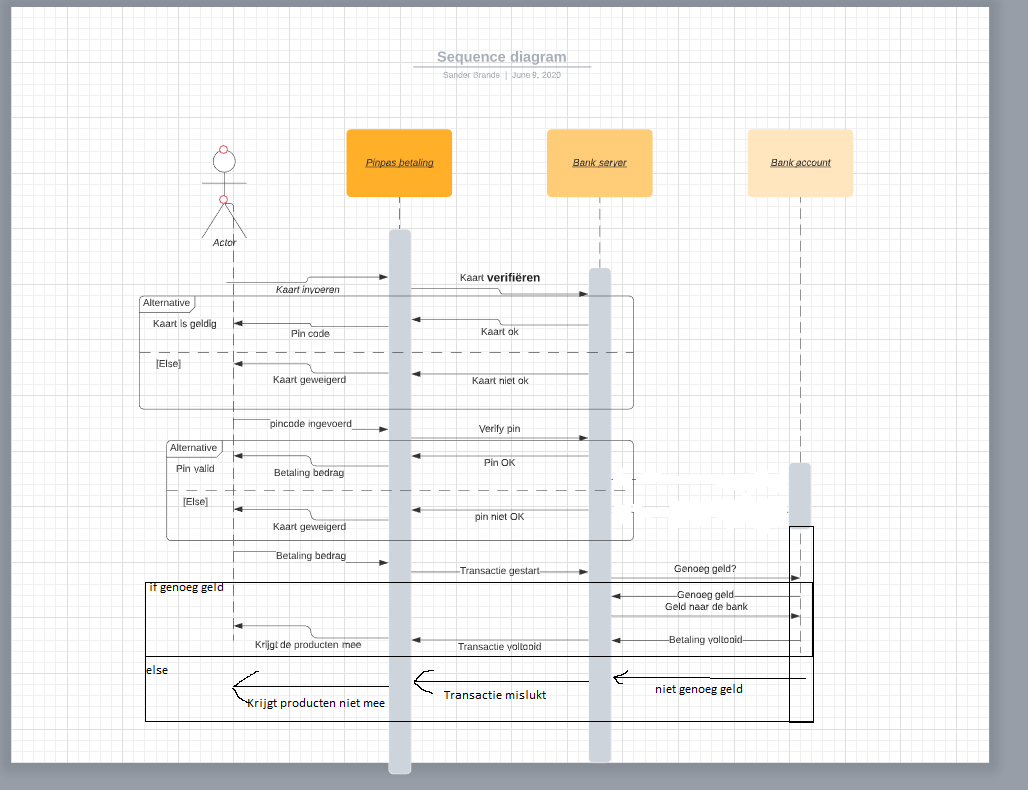 Sequence diagram
Sander Brands | June 9, 2020
Pinpas betaling
Bank server
Bank account
Actor
Kaart verifiëren
Kaart invoeren
Alternative
Kaart is geldig
Pin code
Kaart ok
[Else]
Kaart geweigerd
Kaart niet ok
pincode ingevoerd
Verify pin
Alternative
Pin valid
Betaling bedrag
Pin OK
[Else]
Kaart geweigerd
pin niet OK
Betaling bedrag
Transactie gestart
Genoeg geld?
if genoeg geld
Genoeg geld
Geld naar de bank
Krijgt de producten mee
Transactie voltooid
Betaling voltooid
else
Krijgt producten niet mee
Transactie mislukt
niet genoeg geld